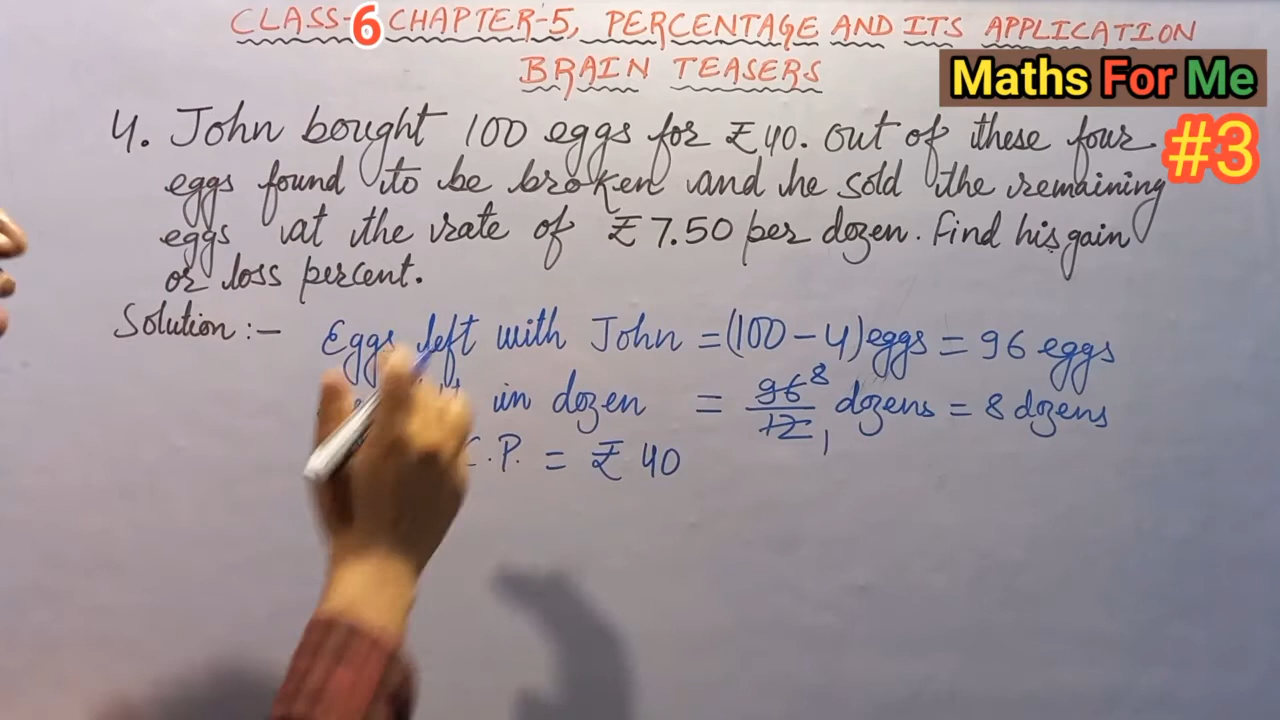 CLASS-6 CHAPTER-5, PERCENTAGE AND ITS APPLICATION
BRAIN TEASERS
Maths For Me
#3
4. John bought 100 eggs for ₹40. Out of these four
eggs found to be broken and he sold the remaining
eggs at the rate of ₹7.50 per dozen. Find his gain
or loss percent.
Solution :- Eggs left with John = (100-4) eggs = 96 eggs
in dozen = 96/12 8 1 dozens = 8 dozens
C.P. = ₹ 40